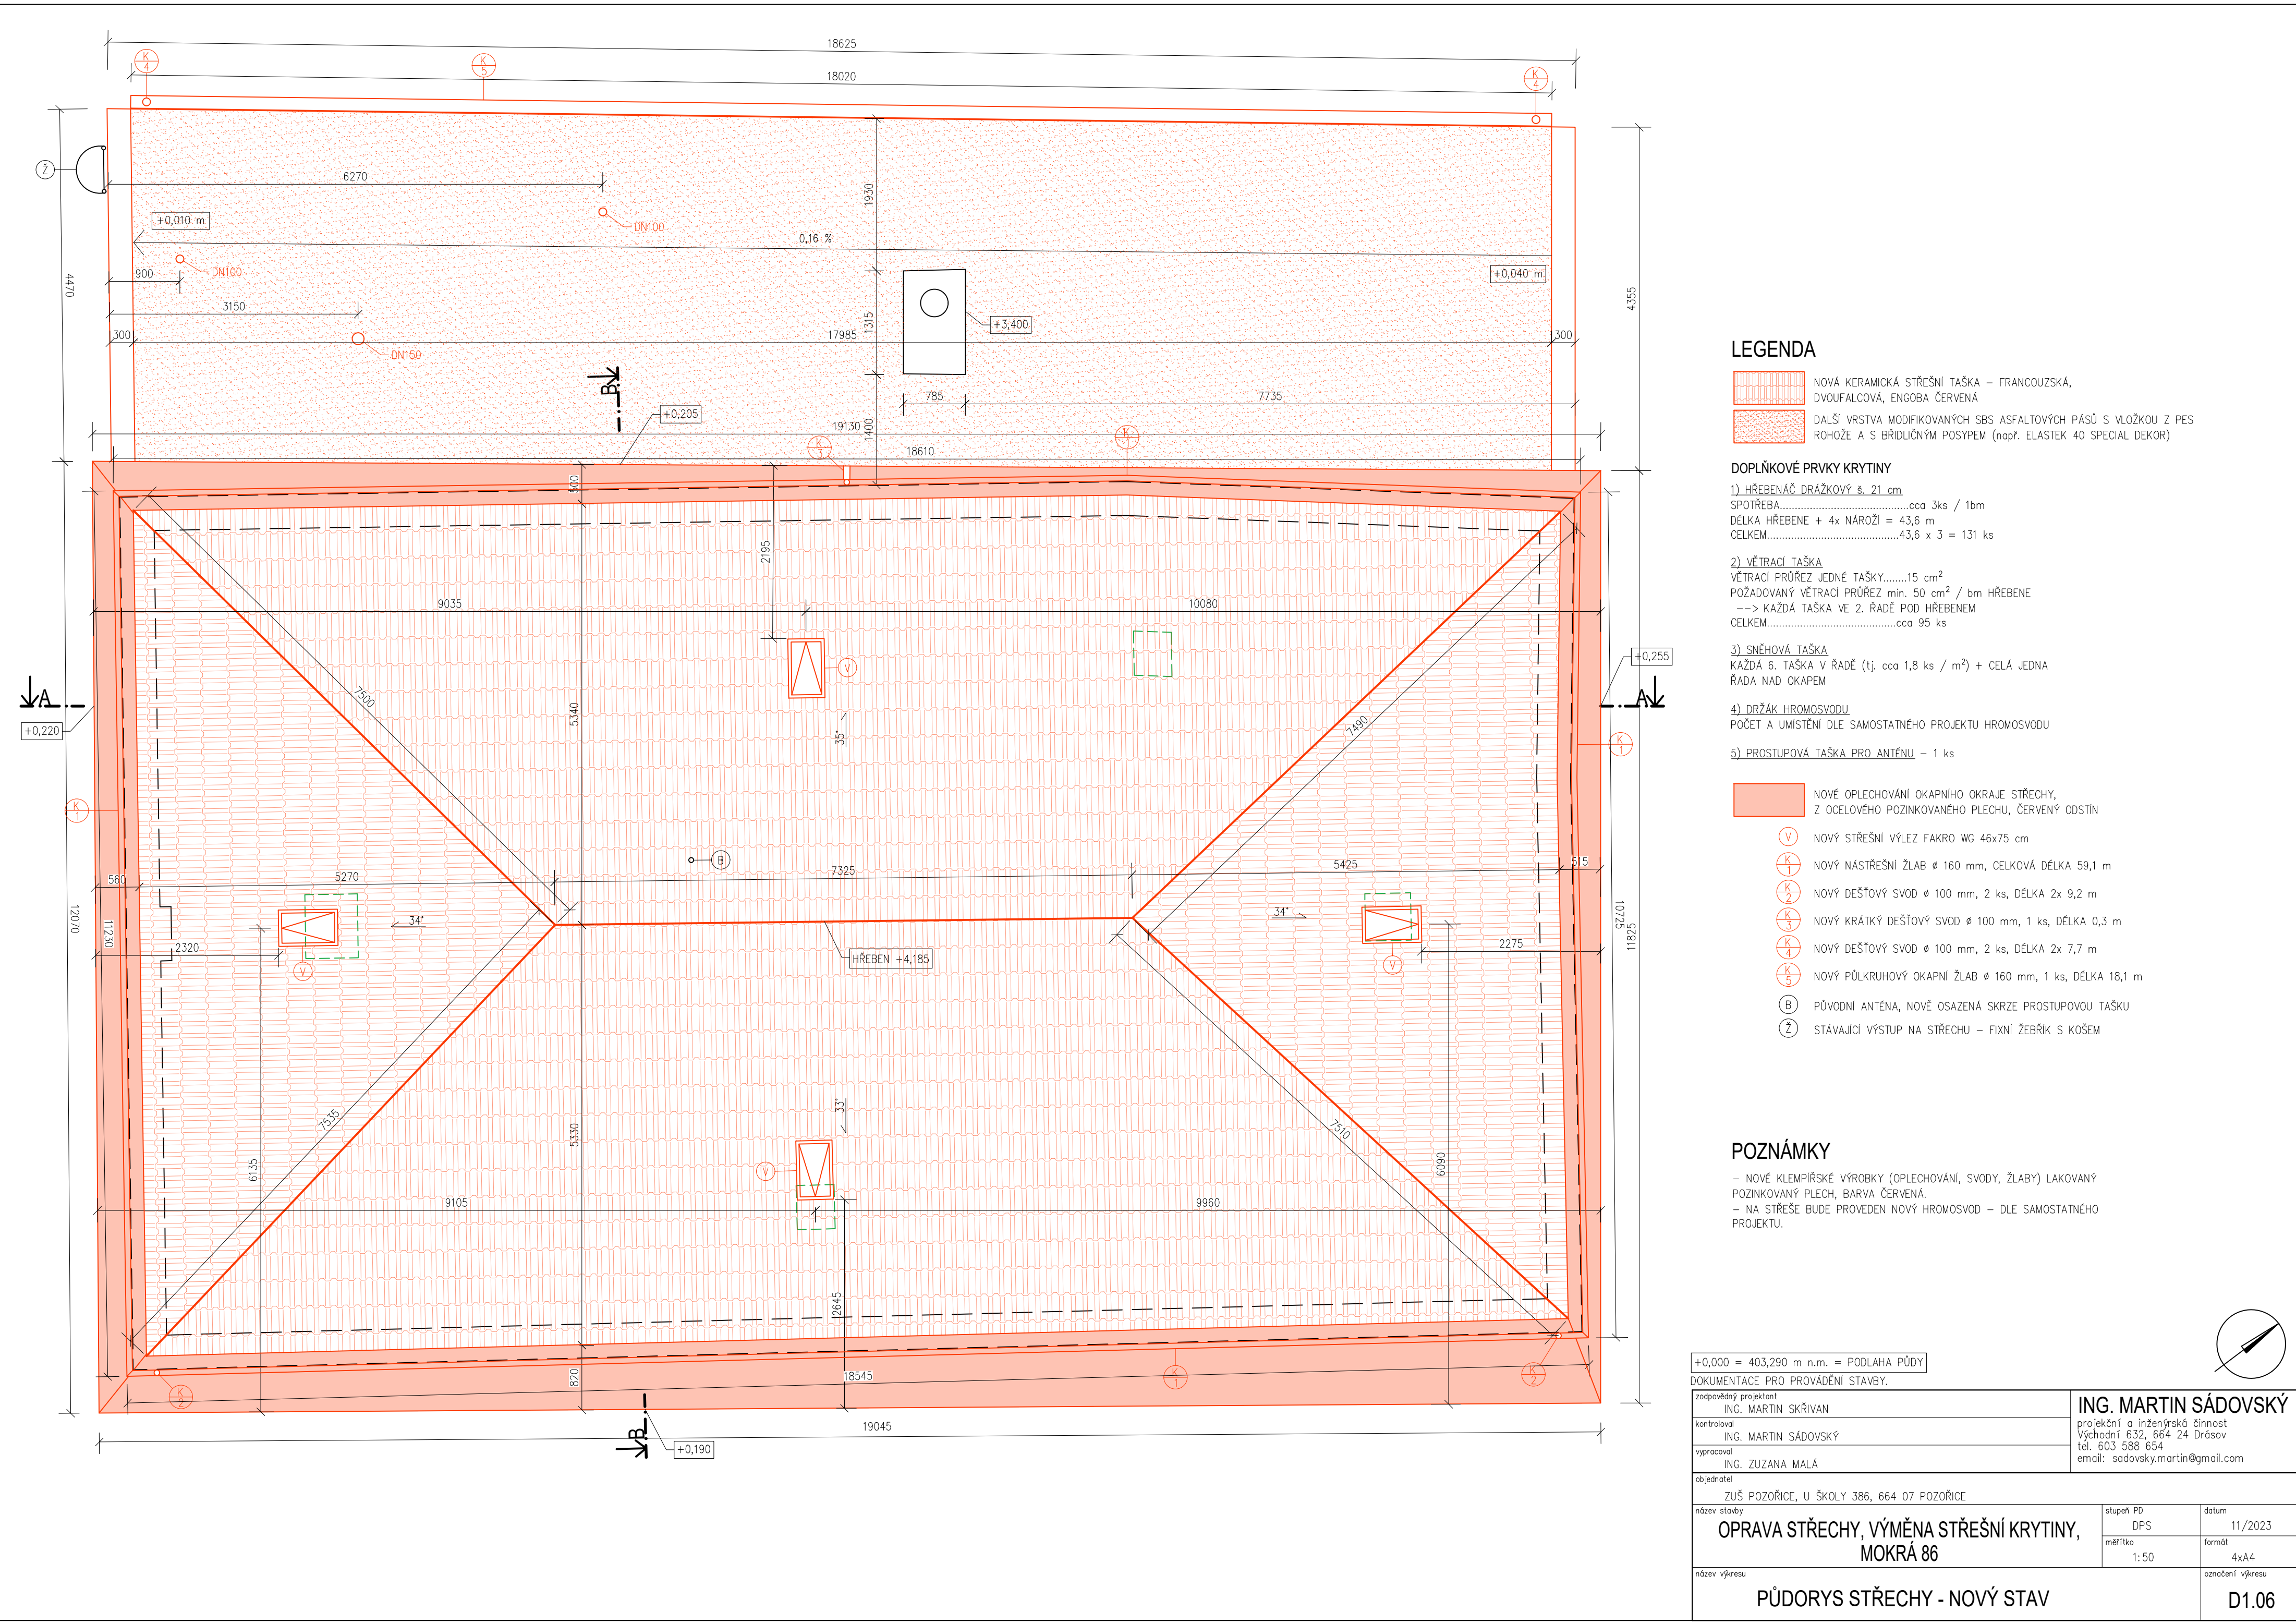 18625
18020
K
4
K
5
K
4
Ž
6270
1930
+0,010 m
DN100
0,16 %
DN100
900
+0,040 m
4470
4355
3150
1315
+3,400
300
17985
300
DN150
B
785
7735
+0,205
19130
1400
K
1
K
3
18610
500
2195
9035
10080
V
+0,255
A
A
+0,220
7500
5340
35°
7490
K
1
K
1
B
560
5270
7325
5425
515
12070
11230
34°
34°
10725
11825
2320
2275
V
HŘEBEN +4,185
V
7535
5330
33°
7510
6135
V
6090
9105
9960
2645
820
18545
K
1
K
2
K
2
B
19045
+0,190
LEGENDA
NOVÁ KERAMICKÁ STŘEŠNÍ TAŠKA – FRANCOUZSKÁ,
DVOUFALCOVÁ, ENGOBA ČERVENÁ
DALŠÍ VRSTVA MODIFIKOVANÝCH SBS ASFALTOVÝCH PÁSŮ S VLOŽKOU Z PES
ROHOŽE A S BŘIDLIČNÝM POSYPEM (např. ELASTEK 40 SPECIAL DEKOR)
DOPLŇKOVÉ PRVKY KRYTINY
1) HŘEBENÁČ DRÁŽKOVÝ š. 21 cm
SPOTŘEBA...........................................cca 3ks / 1bm
DÉLKA HŘEBENE + 4x NÁROŽÍ = 43,6 m
CELKEM............................................43,6 x 3 = 131 ks
2) VĚTRACÍ TAŠKA
VĚTRACÍ PRŮŘEZ JEDNÉ TAŠKY........15 cm²
POŽADOVANÝ VĚTRACÍ PRŮŘEZ min. 50 cm² / bm HŘEBENE
--> KAŽDÁ TAŠKA VE 2. ŘADĚ POD HŘEBENEM
CELKEM...........................................cca 95 ks
3) SNĚHOVÁ TAŠKA
KAŽDÁ 6. TAŠKA V ŘADĚ (tj. cca 1,8 ks / m²) + CELÁ JEDNA
ŘADA NAD OKAPEM
4) DRŽÁK HROMOSVODU
POČET A UMÍSTĚNÍ DLE SAMOSTATNÉHO PROJEKTU HROMOSVODU
5) PROSTUPOVÁ TAŠKA PRO ANTÉNU – 1 ks
NOVÉ OPLECHOVÁNÍ OKAPNÍHO OKRAJE STŘECHY,
Z OCELOVÉHO POZINKOVANÉHO PLECHU, ČERVENÝ ODSTÍN
V NOVÝ STŘEŠNÍ VÝLEZ FAKRO WG 46x75 cm
K 1 NOVÝ NÁSTŘEŠNÍ ŽLAB ø 160 mm, CELKOVÁ DÉLKA 59,1 m
K 2 NOVÝ DEŠŤOVÝ SVOD ø 100 mm, 2 ks, DÉLKA 2x 9,2 m
K 3 NOVÝ KRÁTKÝ DEŠŤOVÝ SVOD ø 100 mm, 1 ks, DÉLKA 0,3 m
K 4 NOVÝ DEŠŤOVÝ SVOD ø 100 mm, 2 ks, DÉLKA 2x 7,7 m
K 5 NOVÝ PŮLKRUHOVÝ OKAPNÍ ŽLAB ø 160 mm, 1 ks, DÉLKA 18,1 m
B PŮVODNÍ ANTÉNA, NOVĚ OSAZENÁ SKRZE PROSTUPOVOU TAŠKU
Ž STÁVAJÍCÍ VÝSTUP NA STŘECHU – FIXNÍ ŽEBŘÍK S KOŠEM
POZNÁMKY
– NOVÉ KLEMPÍŘSKÉ VÝROBKY (OPLECHOVÁNÍ, SVODY, ŽLABY) LAKOVANÝ
POZINKOVANÝ PLECH, BARVA ČERVENÁ.
– NA STŘEŠE BUDE PROVEDEN NOVÝ HROMOSVOD – DLE SAMOSTATNÉHO
PROJEKTU.
+0,000 = 403,290 m n.m. = PODLAHA PŮDY
DOKUMENTACE PRO PROVÁDĚNÍ STAVBY.
zodpovědný projektant
ING. MARTIN SKŘIVAN
kontroloval
ING. MARTIN SÁDOVSKÝ
vypracoval
ING. ZUZANA MALÁ
ING. MARTIN SÁDOVSKÝ
projekční a inženýrská činnost
Východní 632, 664 24 Drásov
tel. 603 588 654
email: sadovsky.martin@gmail.com
objednatel
ZUŠ POZOŘICE, U ŠKOLY 386, 664 07 POZOŘICE
název stavby
OPRAVA STŘECHY, VÝMĚNA STŘEŠNÍ KRYTINY,
MOKRÁ 86
stupeň PD
DPS
datum
11/2023
měřítko
1:50
formát
4xA4
název výkresu
PŮDORYS STŘECHY - NOVÝ STAV
označení výkresu
D1.06